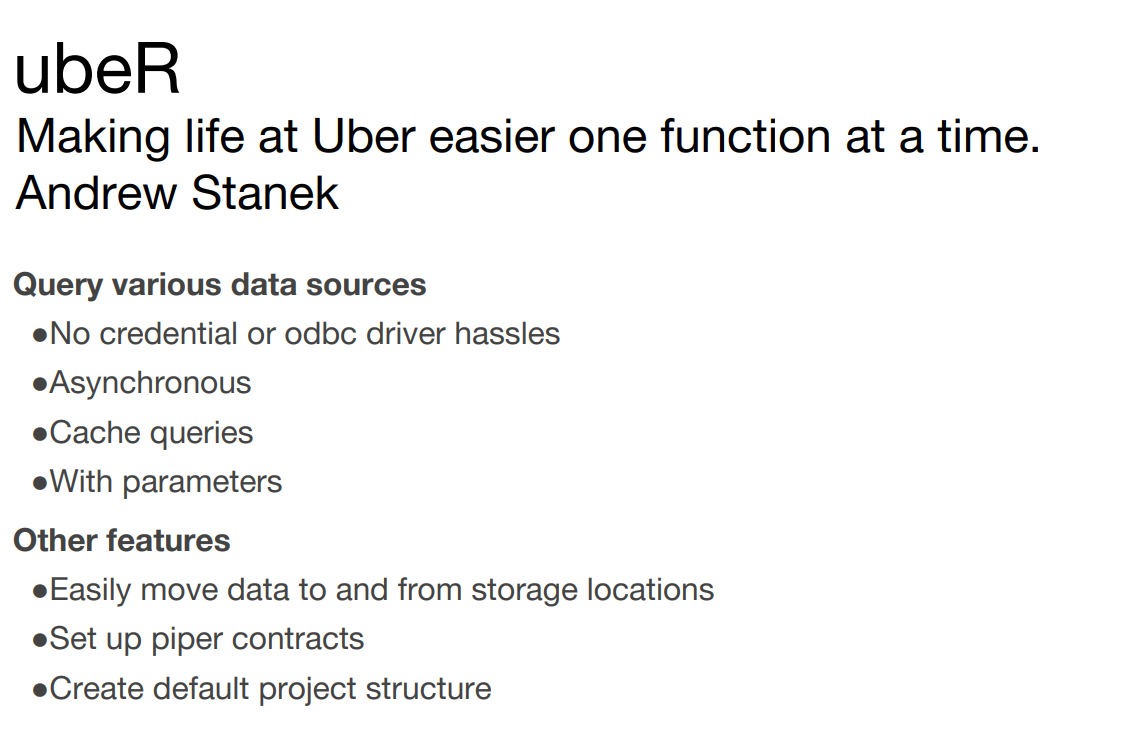 ubeR
Making life at Uber easier one function at a time.
Andrew Stanek
Query various data sources
●No credential or odbc driver hassles
●Asynchronous
●Cache queries
●With parameters
Other features
●Easily move data to and from storage locations
●Set up piper contracts
●Create default project structure